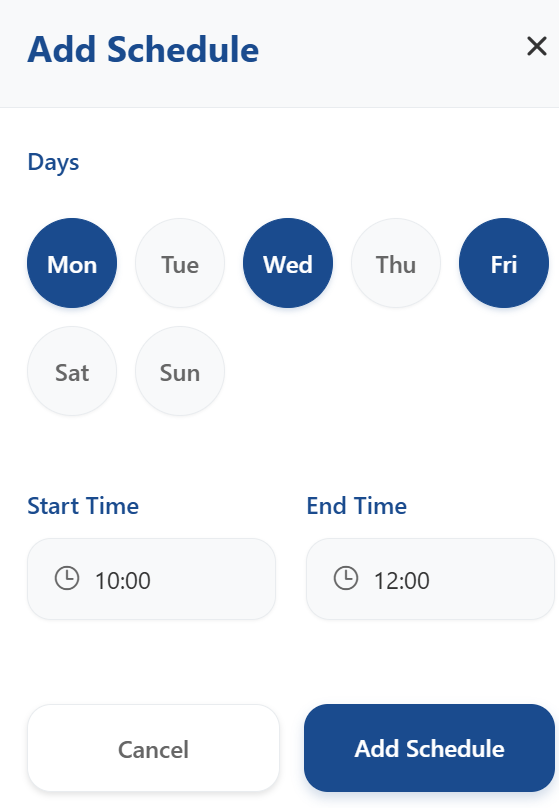 Add Schedule
Days
Mon Tue Wed Thu Fri
Sat Sun
Start Time End Time
10:00 12:00
Cancel Add Schedule